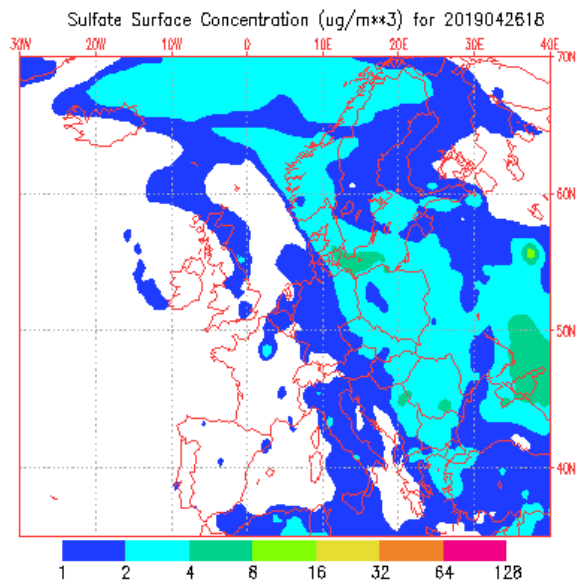 Sulfate Surface Concentration (ug/m**3) for 2019042618
30W 20W 10W 0 10E 20E 30E 40E
70N
60N
50N
40N
1 2 4 8 16 32 64 128